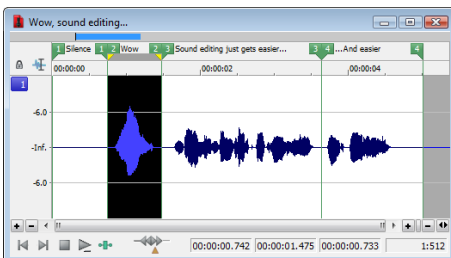 Wow, sound editing...
1 Silence 1 2 Wow 2 3 Sound editing just gets easier... 3 4 ...And easier 4
00:00:00 00:00:02 00:00:04
1
-6.0
-Inf.
-6.0
00:00:00.742 00:00:01.475 00:00:00.733 1:512